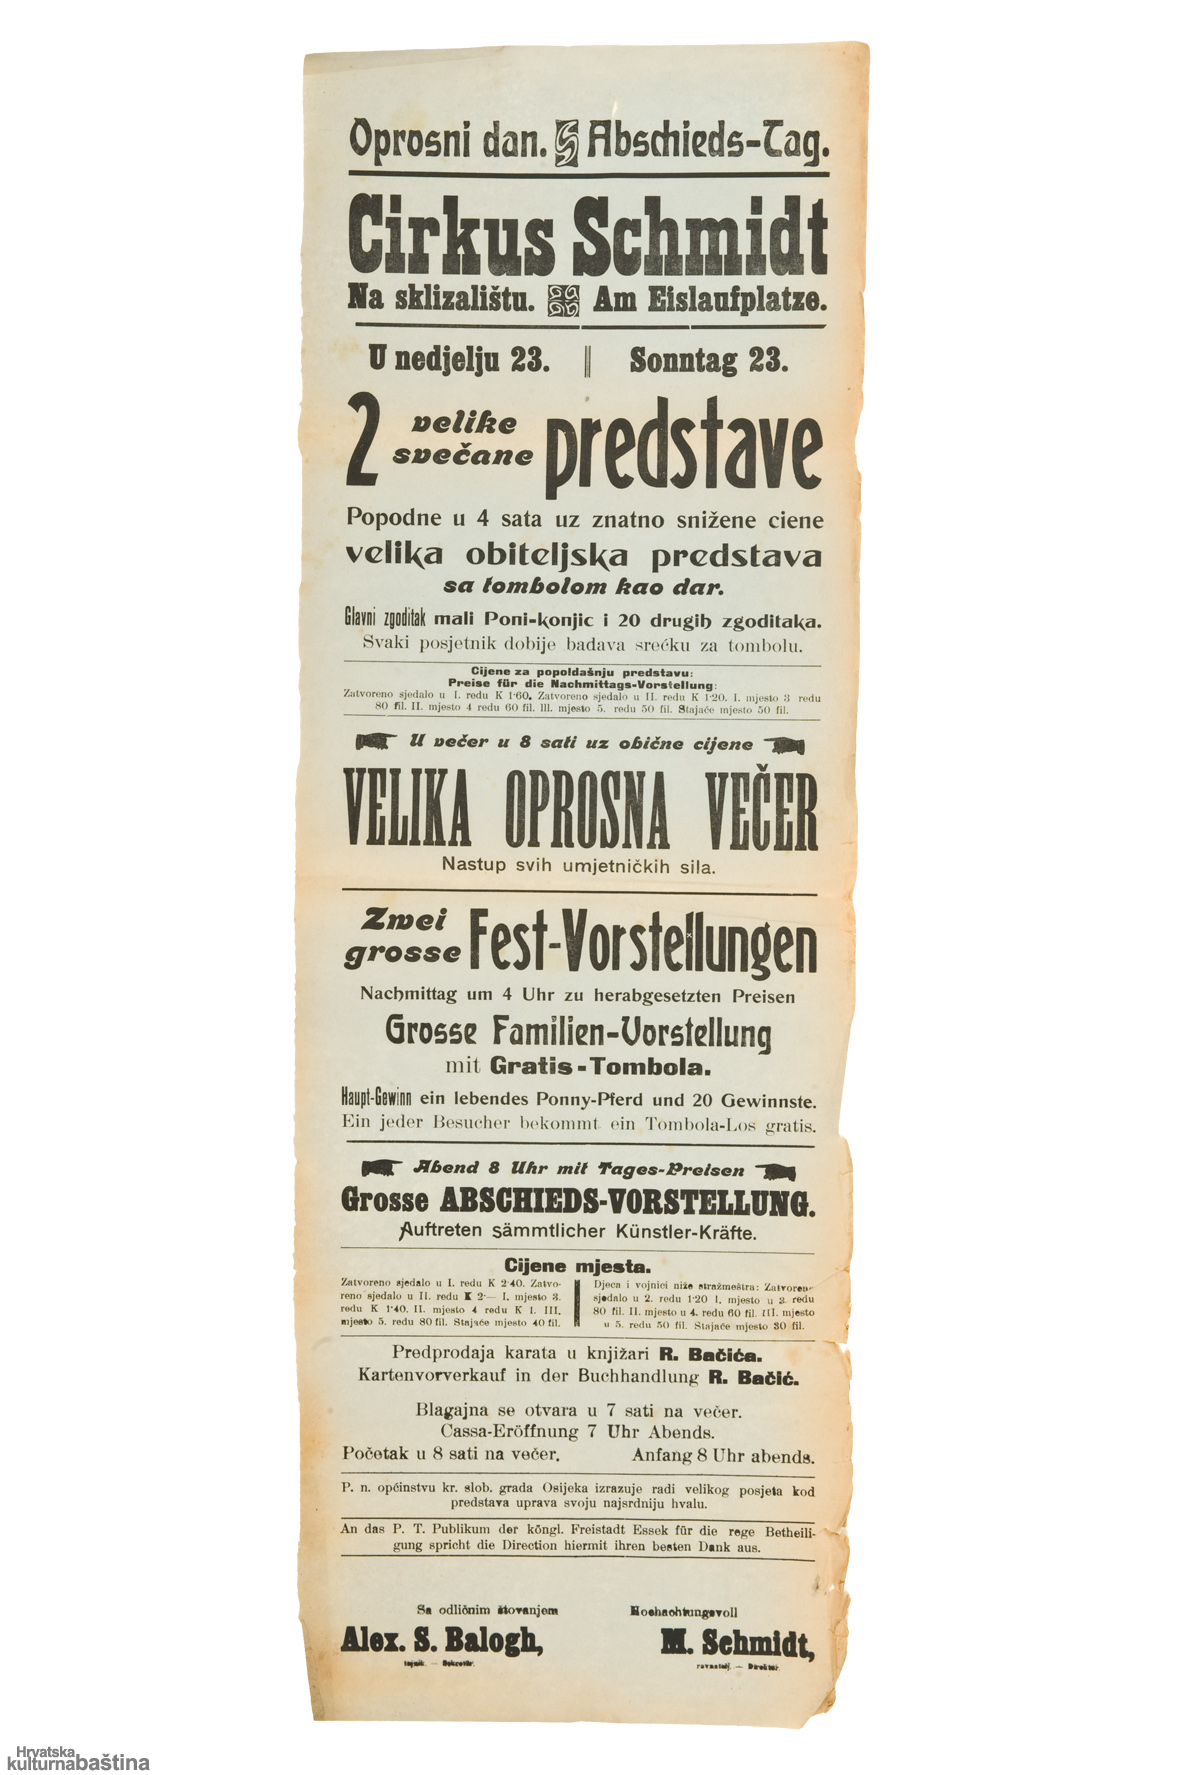 Oprosni dan. Abschieds-Tag.
Cirkus Schmidt
Na sklizalištu. Am Eislaufplatze.
U nedjelju 23. Sonntag 23.
2 velike svečane predstave
Popodne u 4 sata uz znatno snižene ciene
velika obiteljska predstava
sa tombolom kao dar.
Glavni zgoditak mali Poni-konjic i 20 drugih zgoditaka.
Svaki posjetnik dobije badava srećku za tombolu.
Cijene za popoldašnju predstavu:
Preise für die Nachmittags-Vorstellung:
Zatvoreno sjedalo u I. redu K 1·60. Zatvoreno sjedalo u II. redu K 1·20. I. mjesto 3 redu
80 fil. II. mjesto 4 redu 60 fil. III. mjesto 5. redu 50 fil. Stajaće mjesto 50 fil.
U večer u 8 sati uz obične cijene
VELIKA OPROSNA VEČER
Nastup svih umjetničkih sila.
Zwei grosse Fest-Vorstellungen
Nachmittag um 4 Uhr zu herabgesetzten Preisen
Grosse Familien-Vorstellung
mit Gratis-Tombola.
Haupt-Gewinn ein lebendes Ponny-Pferd und 20 Gewinnste.
Ein jeder Besucher bekommt ein Tombola-Los gratis.
Abend 8 Uhr mit Tages-Preisen
Grosse ABSCHIEDS-VORSTELLUNG.
Auftreten sämmtlicher Künstler-Kräfte.
Cijene mjesta.
Zatvoreno sjedalo u I. redu K 2·40. Zatvo-
reno sjedalo u II. redu K 2·— I. mjesto 3.
redu K 1·40. II. mjesto 4 redu K 1. III.
mjesto 5. redu 80 fil. Stajaće mjesto 40 fil.
Djeca i vojnici niže stražmeštra: Zatvoreno
sjedalo u 2. redu 1·20 I. mjesto u 3. redu
80 fil. II. mjesto u 4. redu 60 fil. III. mjesto
u 5. redu 50 fil. Stajaće mjesto 30 fil.
Predprodaja karata u knjižari R. Bačića.
Kartenvorverkauf in der Buchhandlung R. Bačić.
Blagajna se otvara u 7 sati na večer.
Cassa-Eröffnung 7 Uhr Abends.
Početak u 8 sati na večer. Anfang 8 Uhr abends.
P. n. općinstvu kr. slob. grada Osijeka izrazuje radi velikog posjeta kod
predstava uprava svoju najsrdniju hvalu.
An das P. T. Publikum der köngl. Freistadt Essek für die rege Betheili-
gung spricht die Direction hiermit ihren besten Dank aus.
Sa odličnim štovanjem Hochachtungsvoll
Alex. S. Balogh, M. Schmidt,
tajnik. — Sekretär. ravnatelj. — Direktor.
Hrvatska
kulturnabaština